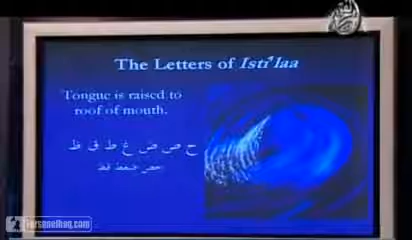 The Letters of Isti'laa
Tongue is raised to
roof of mouth.
خ ص ض غ ط ق ظ
خص ضغط قظ